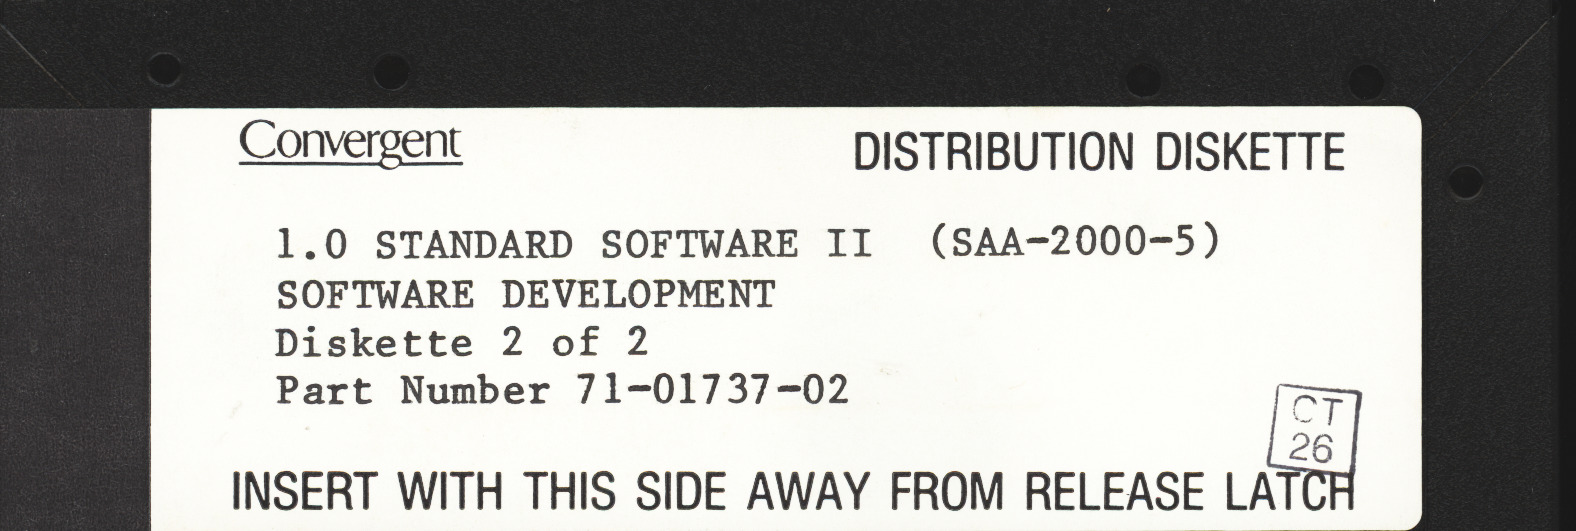 Convergent
DISTRIBUTION DISKETTE
1.0 STANDARD SOFTWARE II (SAA-2000-5)
SOFTWARE DEVELOPMENT
Diskette 2 of 2
Part Number 71-01737-02
CT
26
INSERT WITH THIS SIDE AWAY FROM RELEASE LATCH